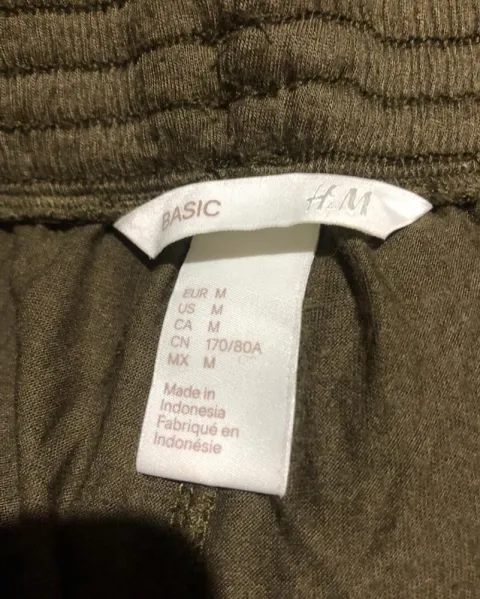 BASIC H&M
EUR M
US M
CA M
CN 170/80A
MX M
Made in
Indonesia
Fabriqué en
Indonésie